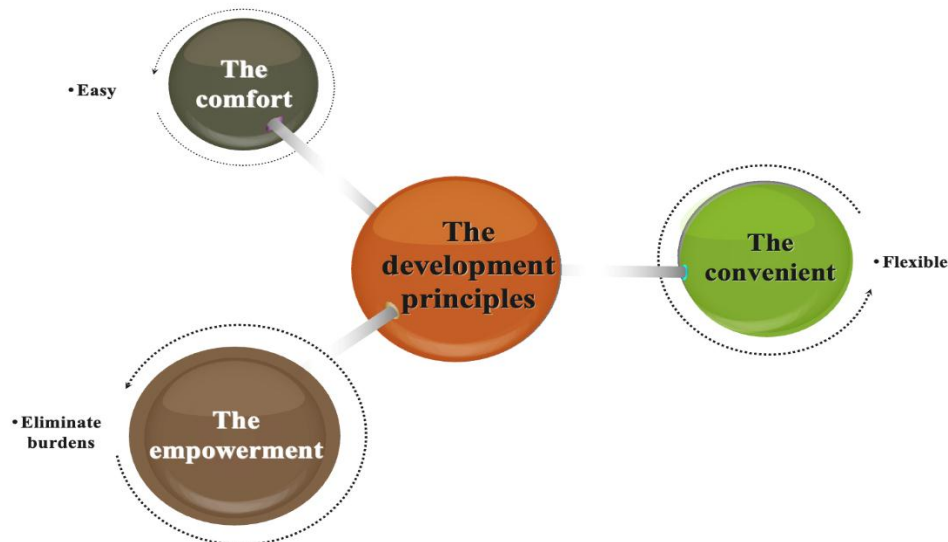 The
comfort
• Easy
The
development
principles
The
convenient
• Flexible
The
empowerment
• Eliminate
burdens